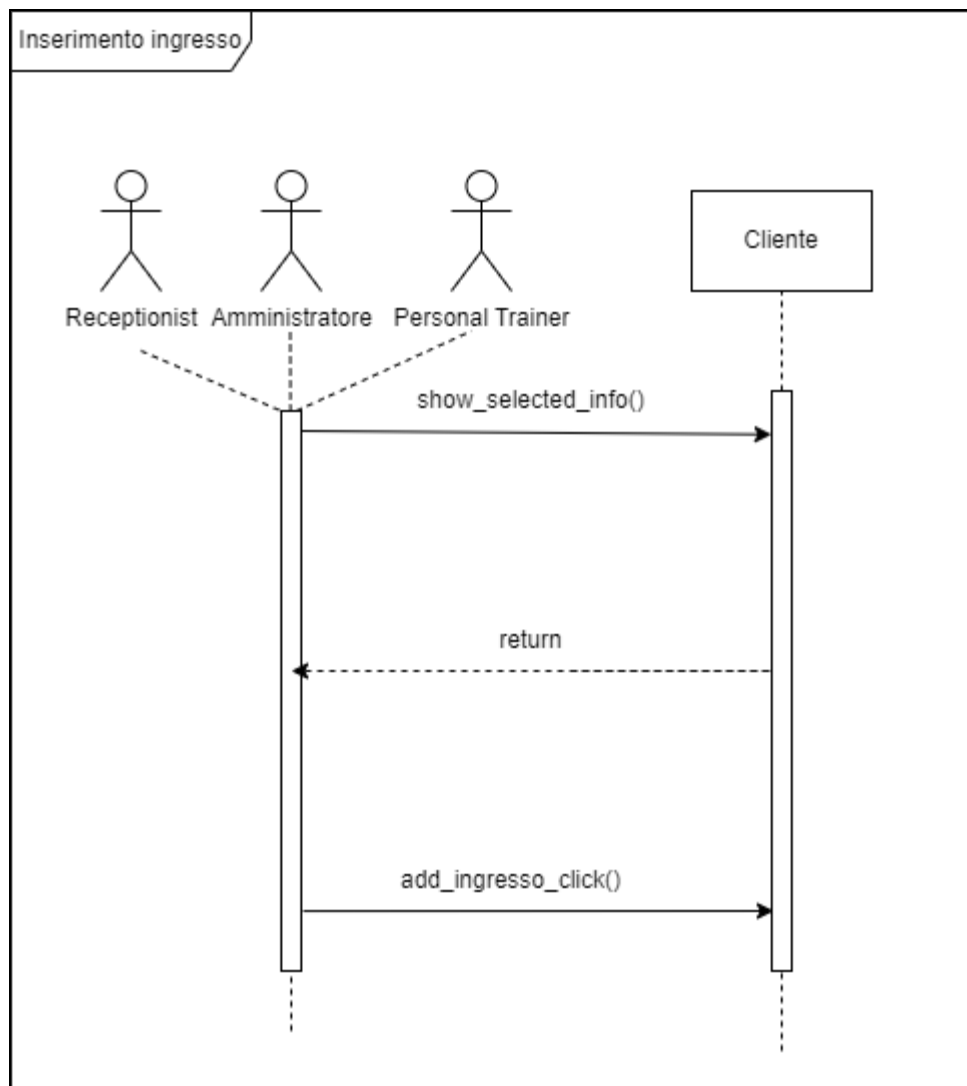 Inserimento ingresso
Cliente
Receptionist Amministratore Personal Trainer
show_selected_info()
return
add_ingresso_click()